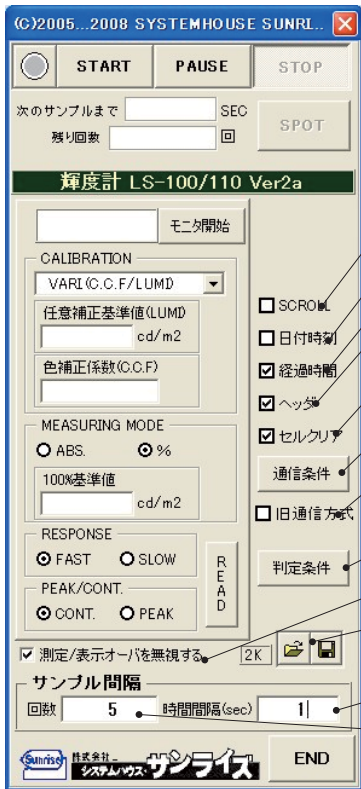 (C)2005...2008 SYSTEMHOUSE SUNRI...
START PAUSE STOP
次のサンプルまで SEC
残り回数 回
SPOT
輝度計 LS-100/110 Ver2a
モニタ開始
CALIBRATION
VARI(C.C.F/LUMI)
任意補正基準値(LUMI)
cd/m2
色補正係数(C.C.F)
MEASURING MODE
ABS. %
100%基準値
cd/m2
RESPONSE
FAST SLOW
PEAK/CONT.
CONT. PEAK
READ
SCROLL
日付時刻
経過時間
ヘッダ
セルクリア
通信条件
旧通信方式
判定条件
測定/表示オーバを無視する
2K
サンプル間隔
回数 5 時間間隔(sec) 1
Sunrise 株式会社
システムハウス・サンライズ
END